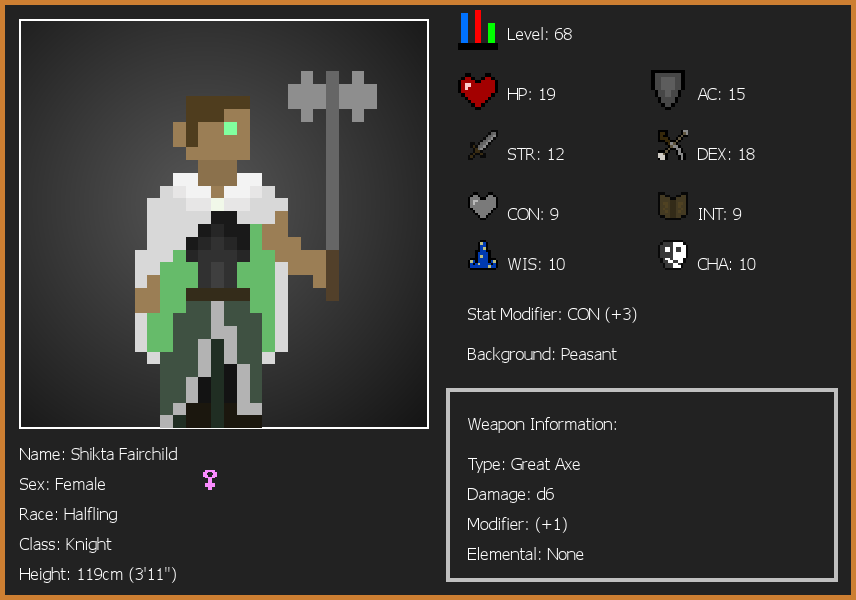 Level: 68
HP: 19
AC: 15
STR: 12
DEX: 18
CON: 9
INT: 9
WIS: 10
CHA: 10
Stat Modifier: CON (+3)
Background: Peasant
Weapon Information:
Type: Great Axe
Damage: d6
Modifier: (+1)
Elemental: None
Name: Shikta Fairchild
Sex: Female
Race: Halfling
Class: Knight
Height: 119cm (3'11")